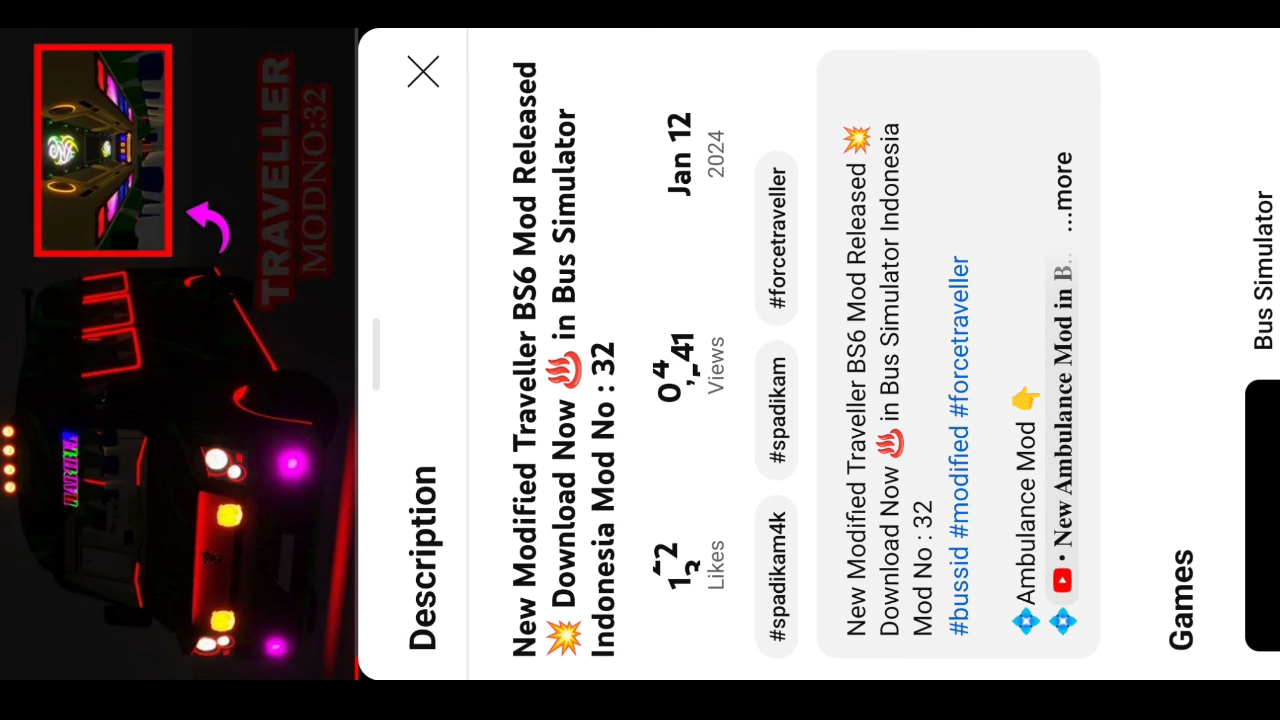 TRAVELLER
MODNO:32
Description
New Modified Traveller BS6 Mod Released
💥 Download Now ♨️ in Bus Simulator
Indonesia Mod No : 32
Likes
Views
Jan 12
2024
#spadikam4k
#spadikam
#forcetraveller
New Modified Traveller BS6 Mod Released 💥
Download Now ♨️ in Bus Simulator Indonesia
Mod No : 32
#bussid #modified #forcetraveller
💠 Ambulance Mod 👉
💠 • New Ambulance Mod in B.. ...more
Games
Bus Simulator